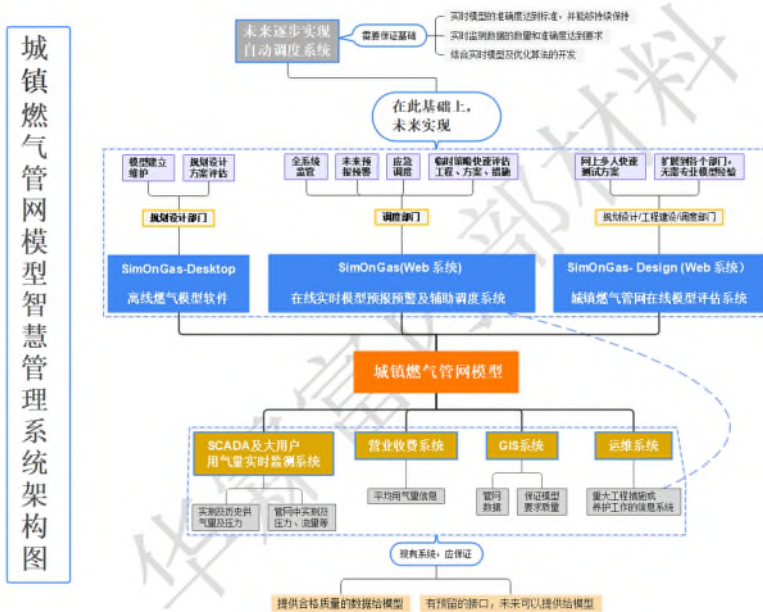 城镇燃气管网模型智慧管理系统架构图
未来逐步实现
自动调度系统
需要保证基础
实时模型的准确度达到标准，并能够持续保持
实时监测数据的数量和准确度达到要求
结合实时模型及优化算法的开发
在此基础上，
未来实现
模型建立
维护
规划设计
方案评估
全系统
监管
未来预
报预警
应急
调度
临时策略快速评估
工程、方案、措施
网上多人快速
测试方案
扩展到各个部门，
无需专业模型经验
规划设计部门
调度部门
规划设计/工程建设/调度部门
SimOnGas-Desktop
离线燃气模型软件
SimOnGas(Web 系统)
在线实时模型预报预警及辅助调度系统
SimOnGas- Design (Web 系统)
城镇燃气管网在线模型评估系统
城镇燃气管网模型
SCADA及大用户
用气量实时监测系统
营业收费系统
GIS系统
运维系统
实测及历史供
气量及压力
管网中实测及
压力、流量等
平均用气量信息
管网
数据
保证模型
要求质量
重大工程措施或
养护工作的信息系统
现有系统，应保证
提供合格质量的数据给模型
有预留的接口，未来可以提供给模型